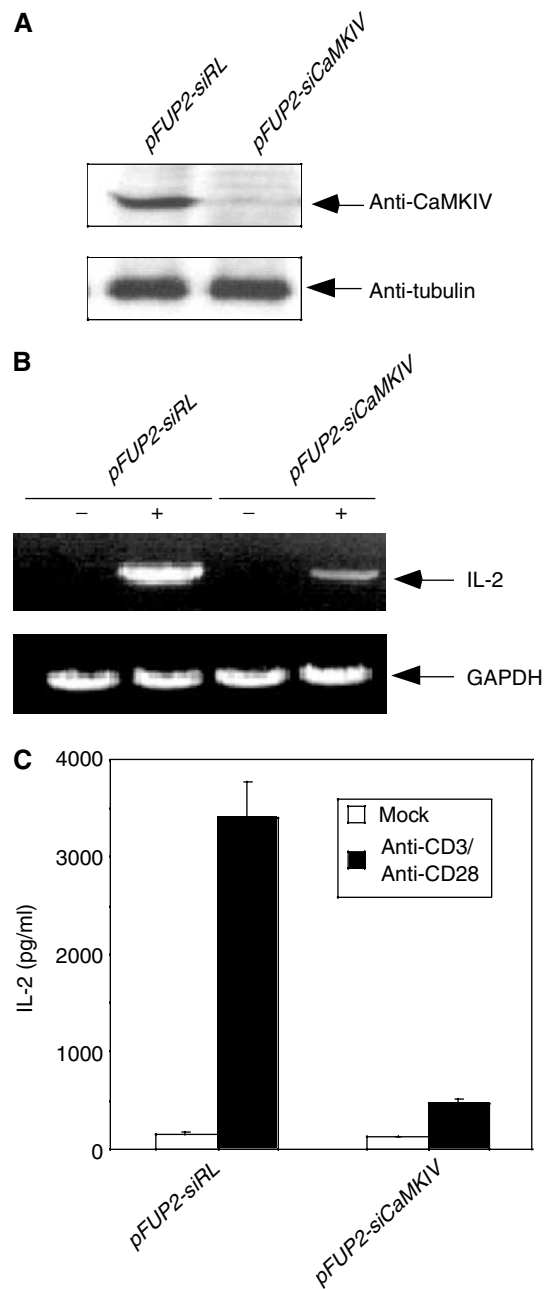 A
pFUP2-siRL
pFUP2-siCaMKIV
Anti-CaMKIV
Anti-tubulin
B
pFUP2-siRL
pFUP2-siCaMKIV
– + – +
IL-2
GAPDH
C
4000
3000
2000
1000
0
IL-2 (pg/ml)
Mock
Anti-CD3/
Anti-CD28
pFUP2-siRL
pFUP2-siCaMKIV